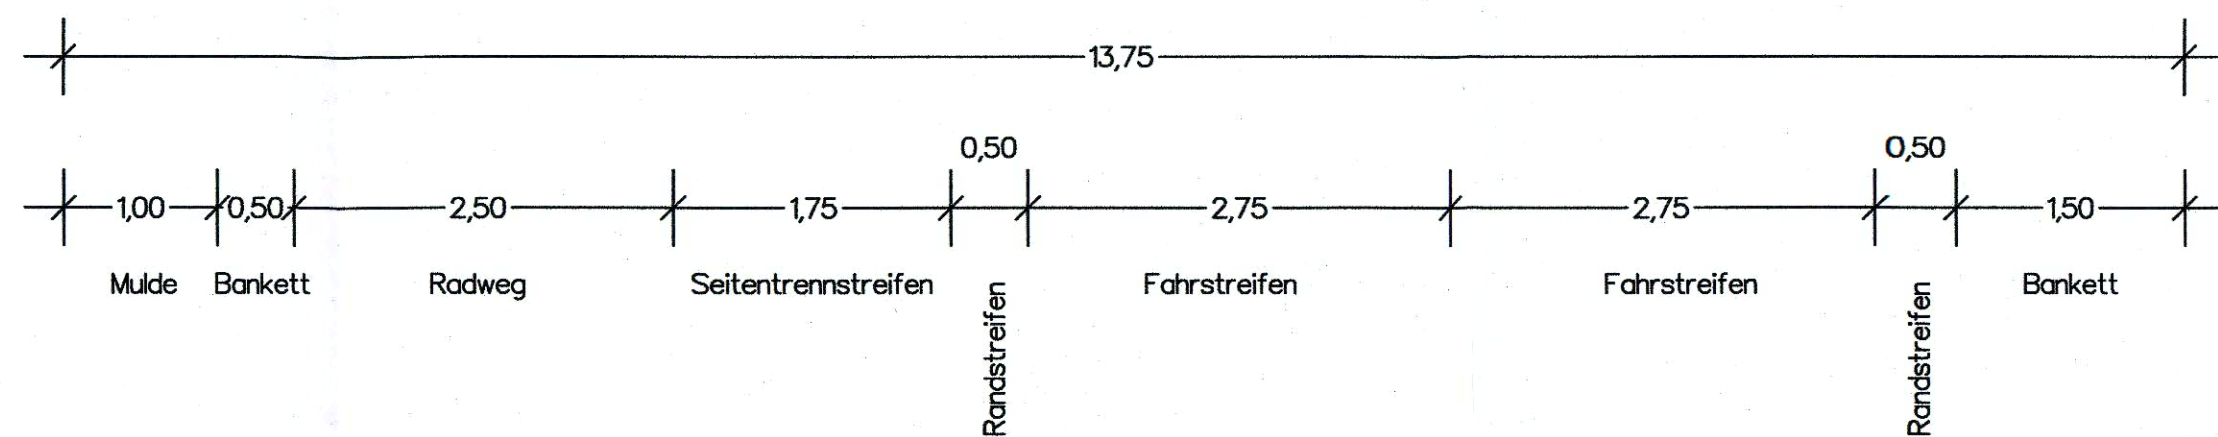 13,75
0,50 0,50
1,00 0,50 2,50 1,75 2,75 2,75 1,50
Mulde Bankett Radweg Seitentrennstreifen Fahrstreifen Fahrstreifen Bankett
Randstreifen Randstreifen